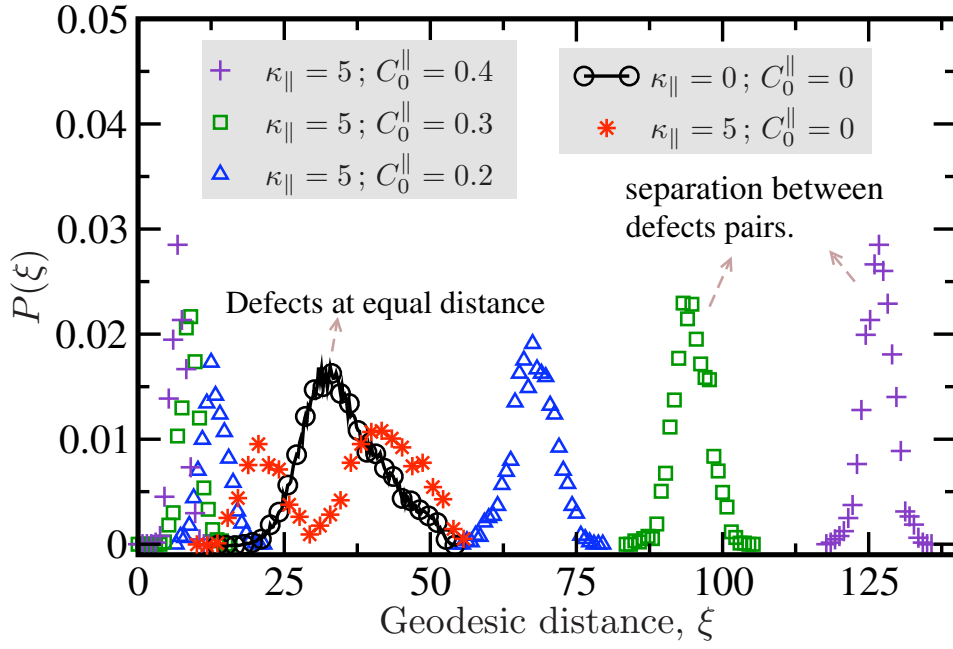 0.05
0.04
0.03
0.02
0.01
0
P(ξ)
κ∥ = 5 ; C₀∥ = 0.4
κ∥ = 5 ; C₀∥ = 0.3
κ∥ = 5 ; C₀∥ = 0.2
κ∥ = 0 ; C₀∥ = 0
κ∥ = 5 ; C₀∥ = 0
separation between
defects pairs.
Defects at equal distance
0 25 50 75 100 125
Geodesic distance, ξ